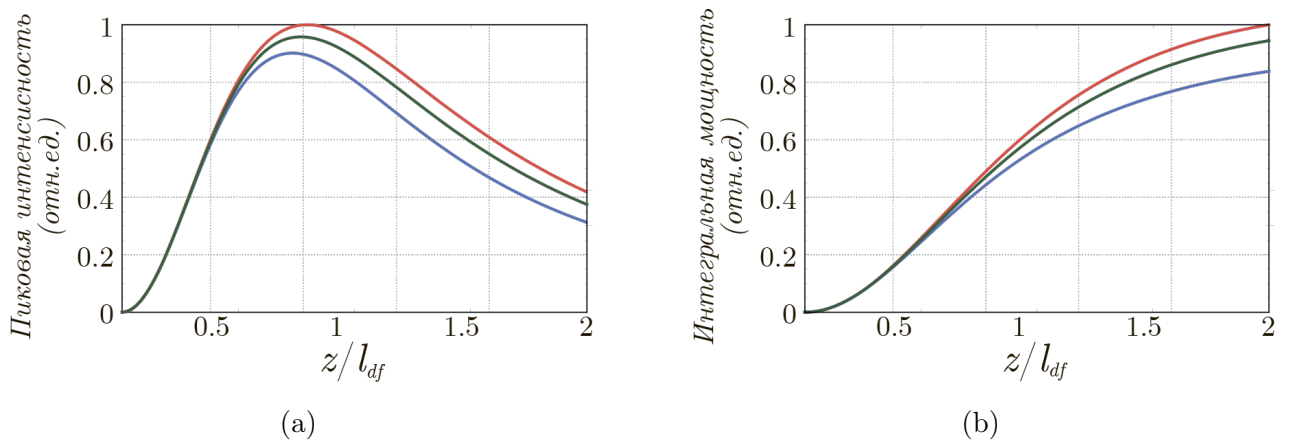 Пиковая интенсисность
(отн.ед.)
1
0.8
0.6
0.4
0.2
0
0.5
1
1.5
2
z/l_df
(a)
Интегральная мощность
(отн.ед.)
1
0.8
0.6
0.4
0.2
0
0.5
1
1.5
2
z/l_df
(b)